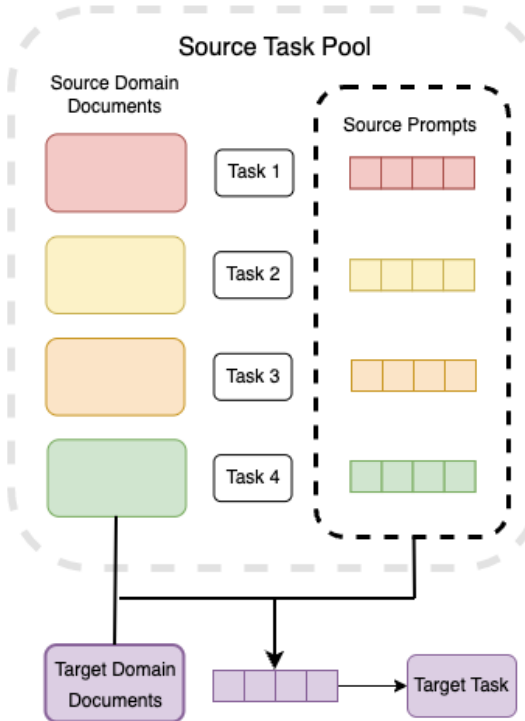 Source Task Pool
Source Domain
Documents
Source Prompts
Task 1
Task 2
Task 3
Task 4
Target Domain
Documents
Target Task